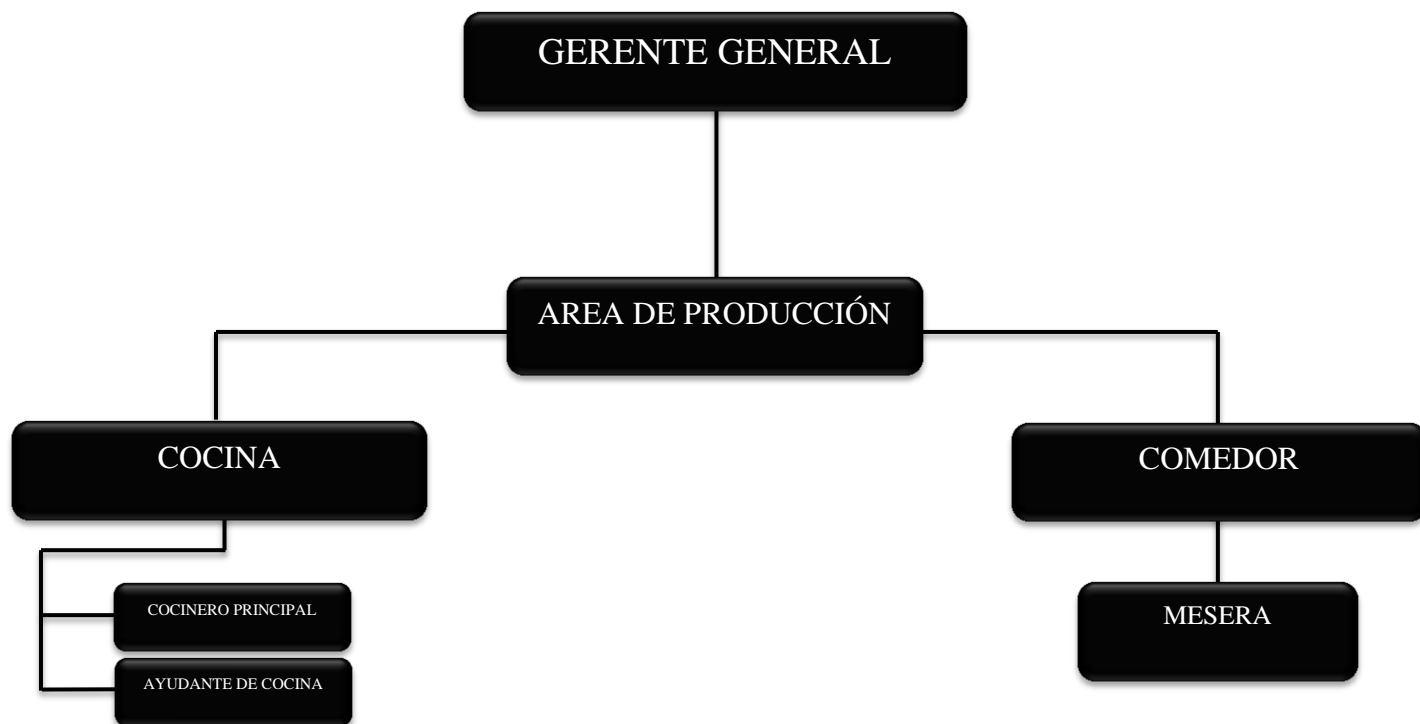 GERENTE GENERAL
AREA DE PRODUCCIÓN
COCINA
COMEDOR
COCINERO PRINCIPAL
MESERA
AYUDANTE DE COCINA